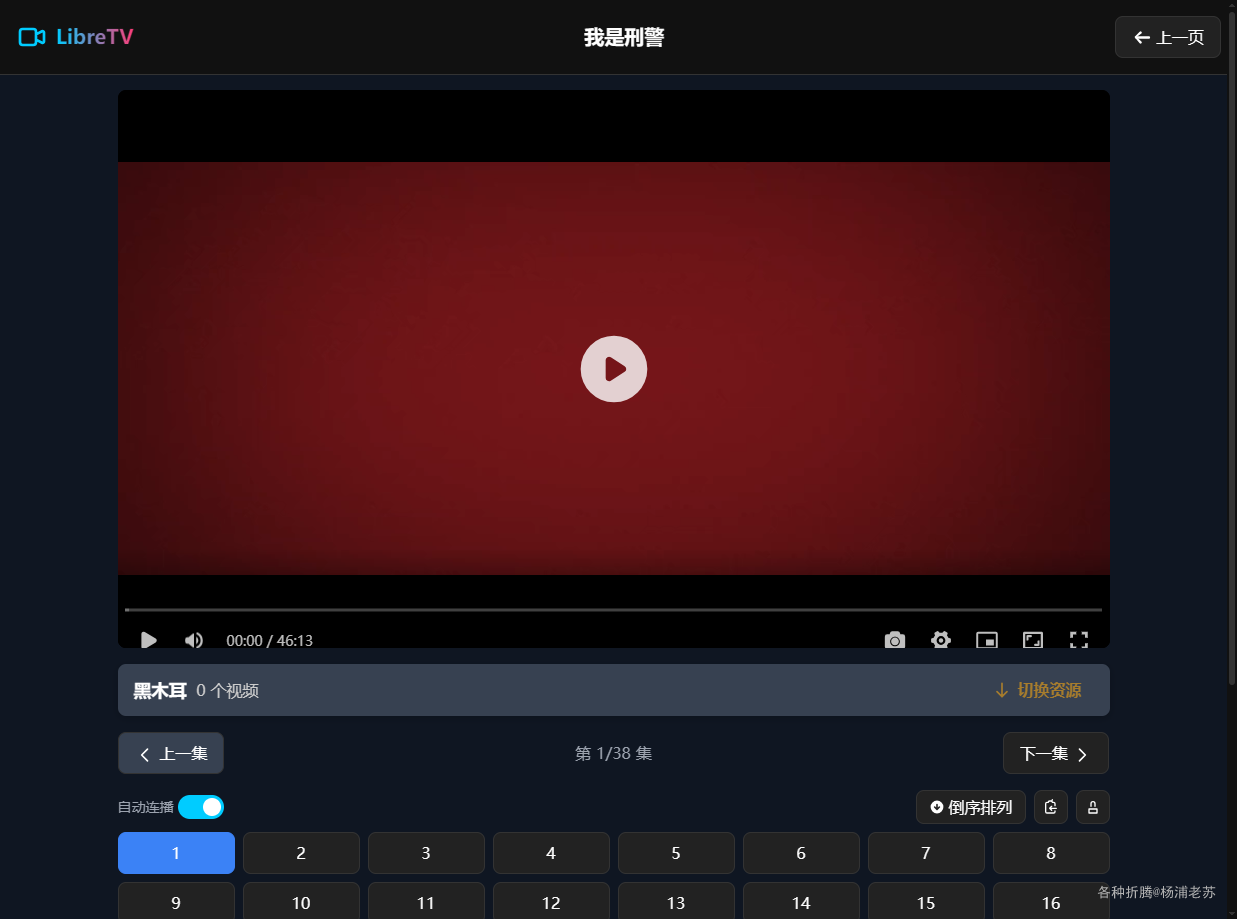 LibreTV
我是刑警
上一页
00:00 / 46:13
黑木耳 0 个视频
切换资源
上一集
第 1/38 集
下一集
自动连播
倒序排列
1 2 3 4 5 6 7 8
9 10 11 12 13 14 15 16
各种折腾@杨浦老苏